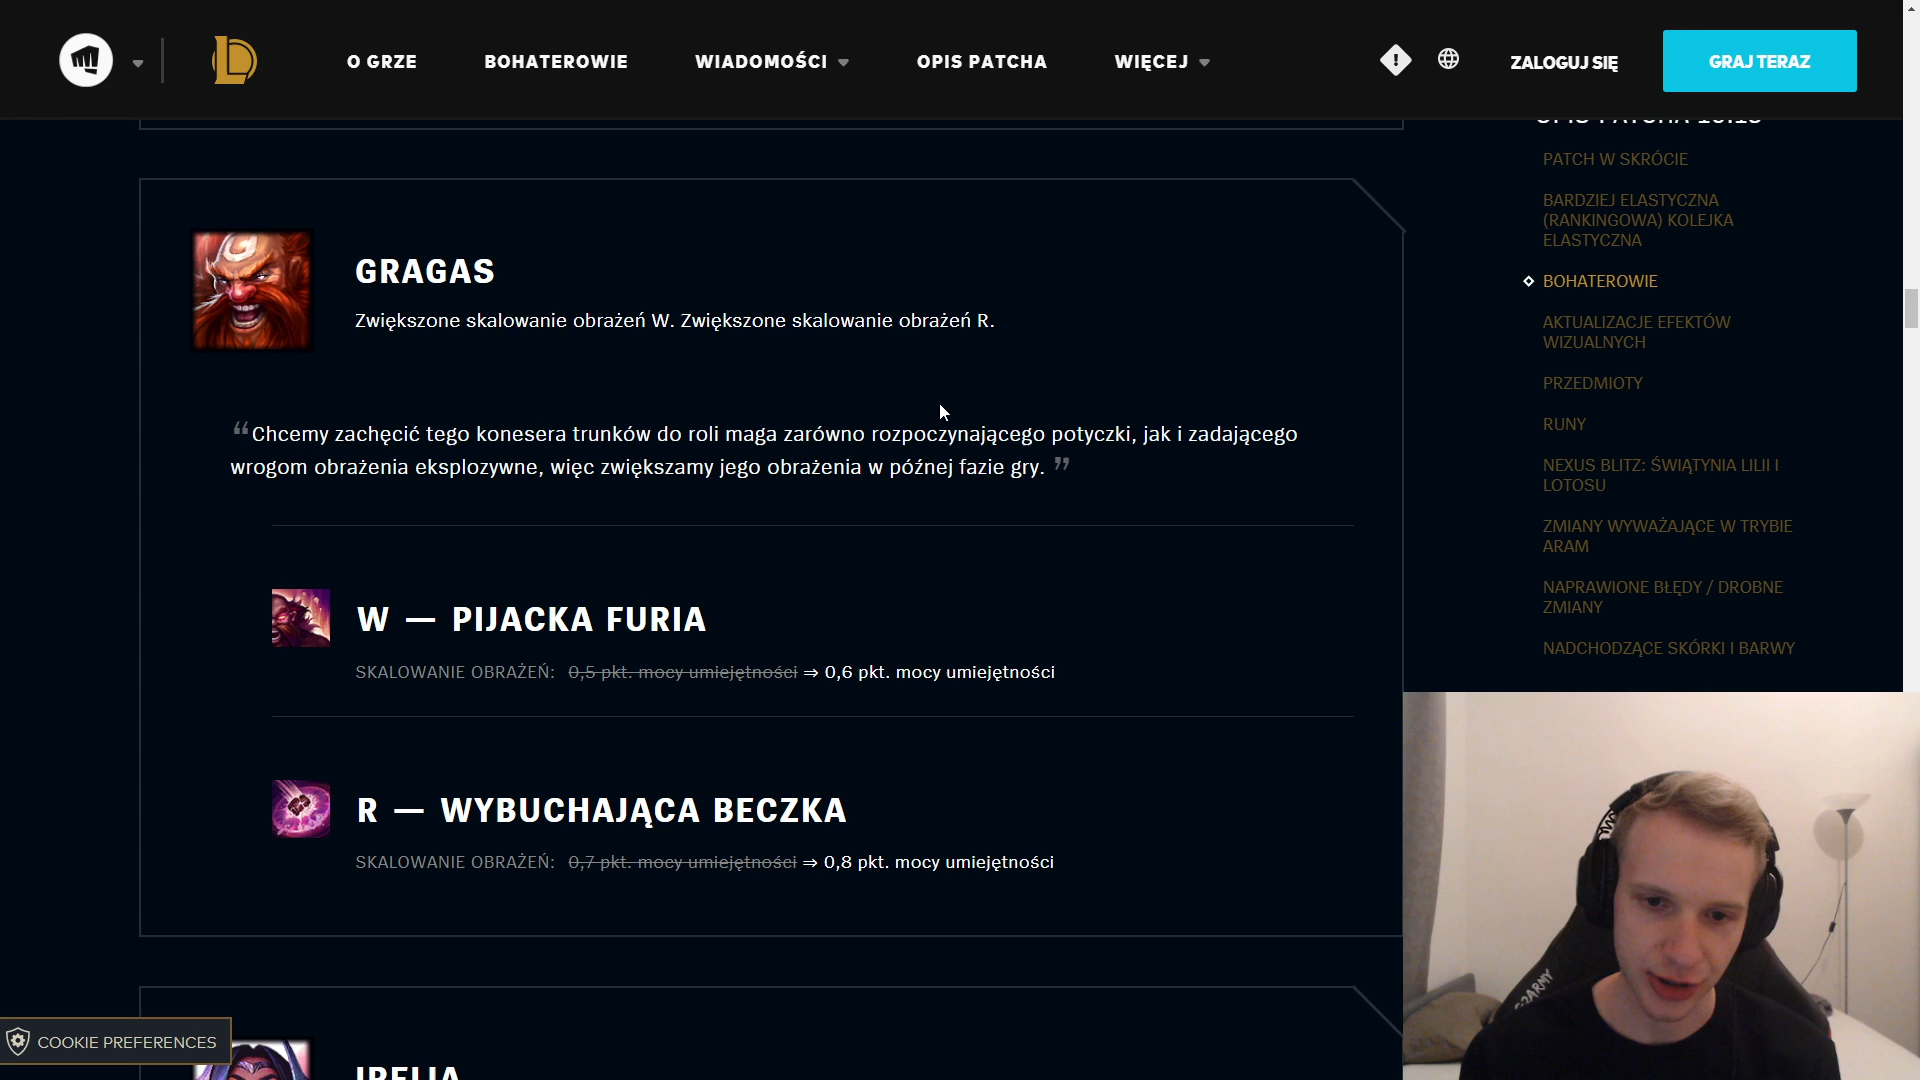 O GRZE
BOHATEROWIE
WIADOMOŚCI
OPIS PATCHA
WIĘCEJ
ZALOGUJ SIĘ
GRAJ TERAZ
GRAGAS
Zwiększone skalowanie obrażeń W. Zwiększone skalowanie obrażeń R.
“Chcemy zachęcić tego konesera trunków do roli maga zarówno rozpoczynającego potyczki, jak i zadającego
wrogom obrażenia eksplozywne, więc zwiększamy jego obrażenia w późnej fazie gry. ”
W — PIJACKA FURIA
SKALOWANIE OBRAŻEŃ: 0,5 pkt. mocy umiejętności ⇒ 0,6 pkt. mocy umiejętności
R — WYBUCHAJĄCA BECZKA
SKALOWANIE OBRAŻEŃ: 0,7 pkt. mocy umiejętności ⇒ 0,8 pkt. mocy umiejętności
IRELIA
COOKIE PREFERENCES
OPIS PATCHA
PATCH W SKRÓCIE
BARDZIEJ ELASTYCZNA
(RANKINGOWA) KOLEJKA
ELASTYCZNA
BOHATEROWIE
AKTUALIZACJE EFEKTÓW
WIZUALNYCH
PRZEDMIOTY
RUNY
NEXUS BLITZ: ŚWIĄTYNIA LILII I
LOTOSU
ZMIANY WYWAŻAJĄCE W TRYBIE
ARAM
NAPRAWIONE BŁĘDY / DROBNE
ZMIANY
NADCHODZĄCE SKÓRKI I BARWY